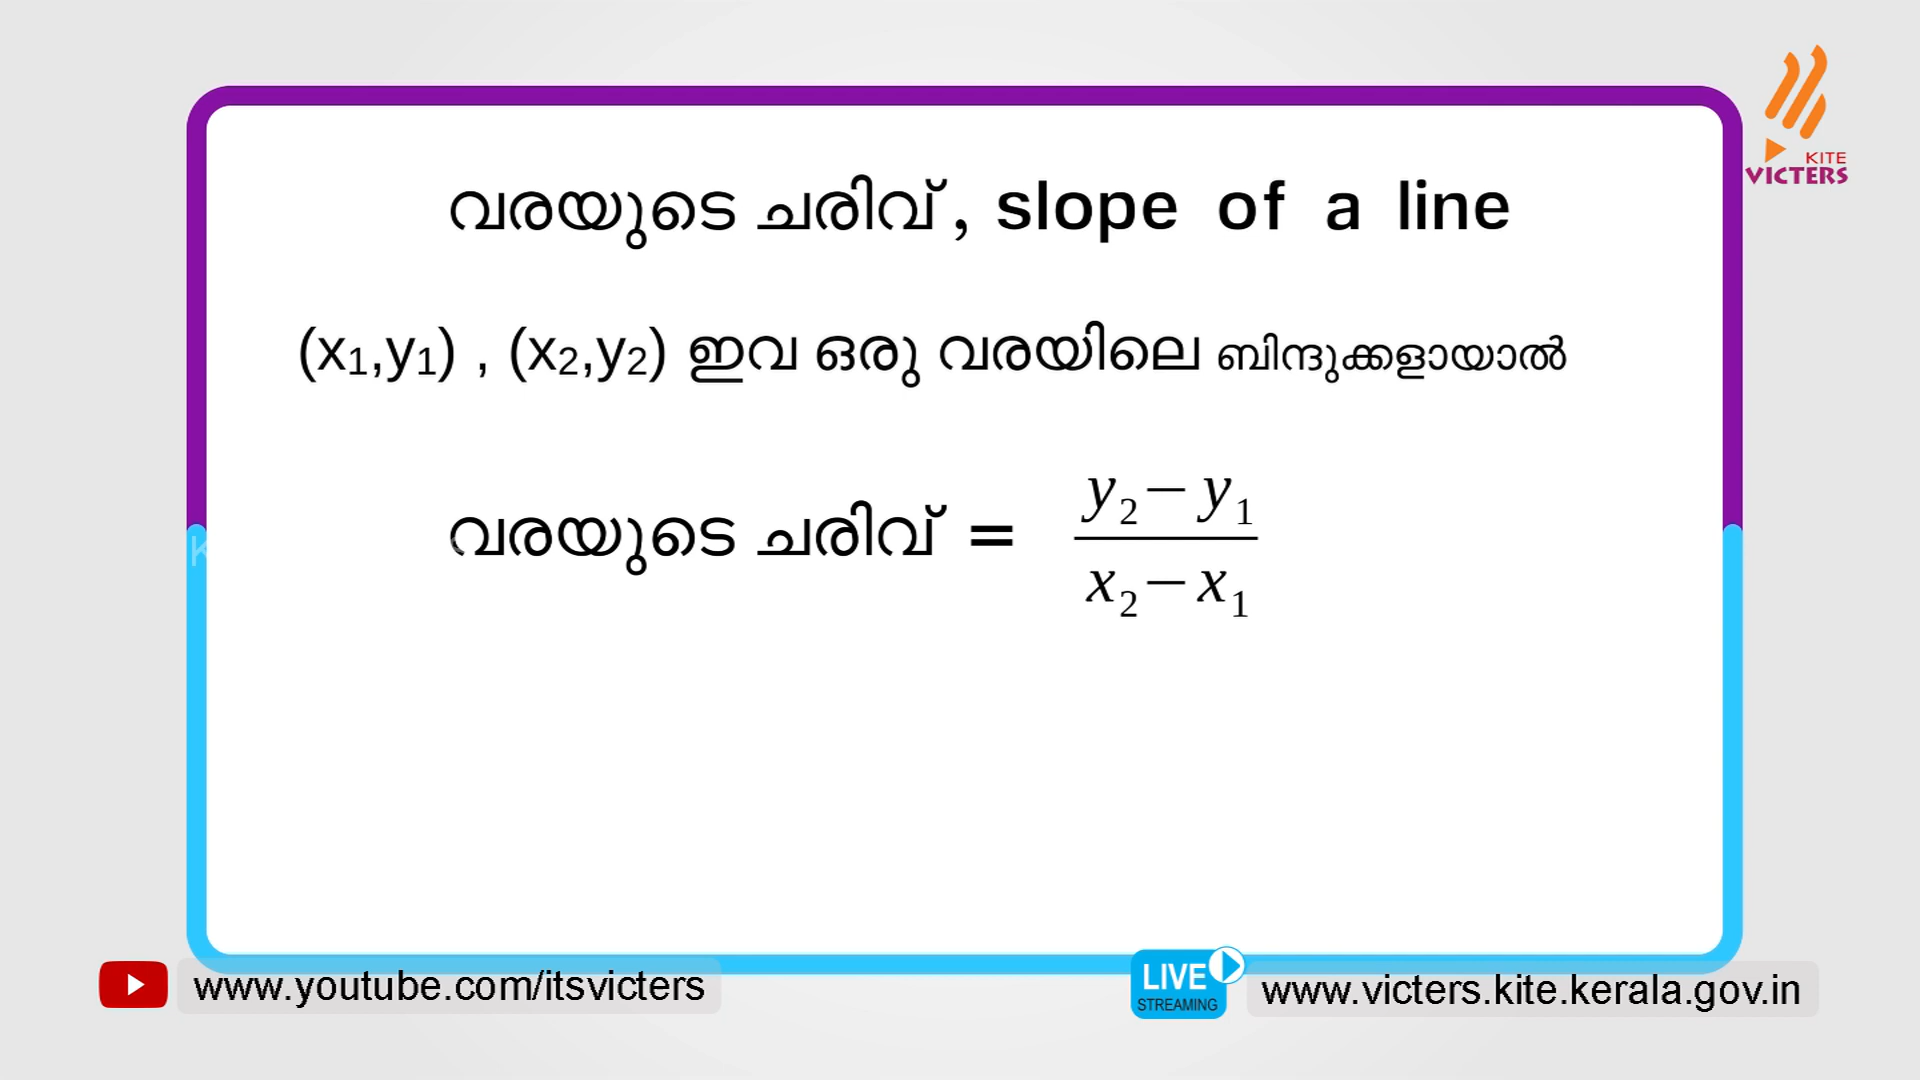 KITE
VICTERS
വരയുടെ ചരിവ് , slope of a line
(x₁,y₁) , (x₂,y₂) ഇവ ഒരു വരയിലെ ബിന്ദുക്കളായാൽ
വരയുടെ ചരിവ് = (y₂ − y₁) / (x₂ − x₁)
www.youtube.com/itsvicters
LIVE
STREAMING
www.victers.kite.kerala.gov.in